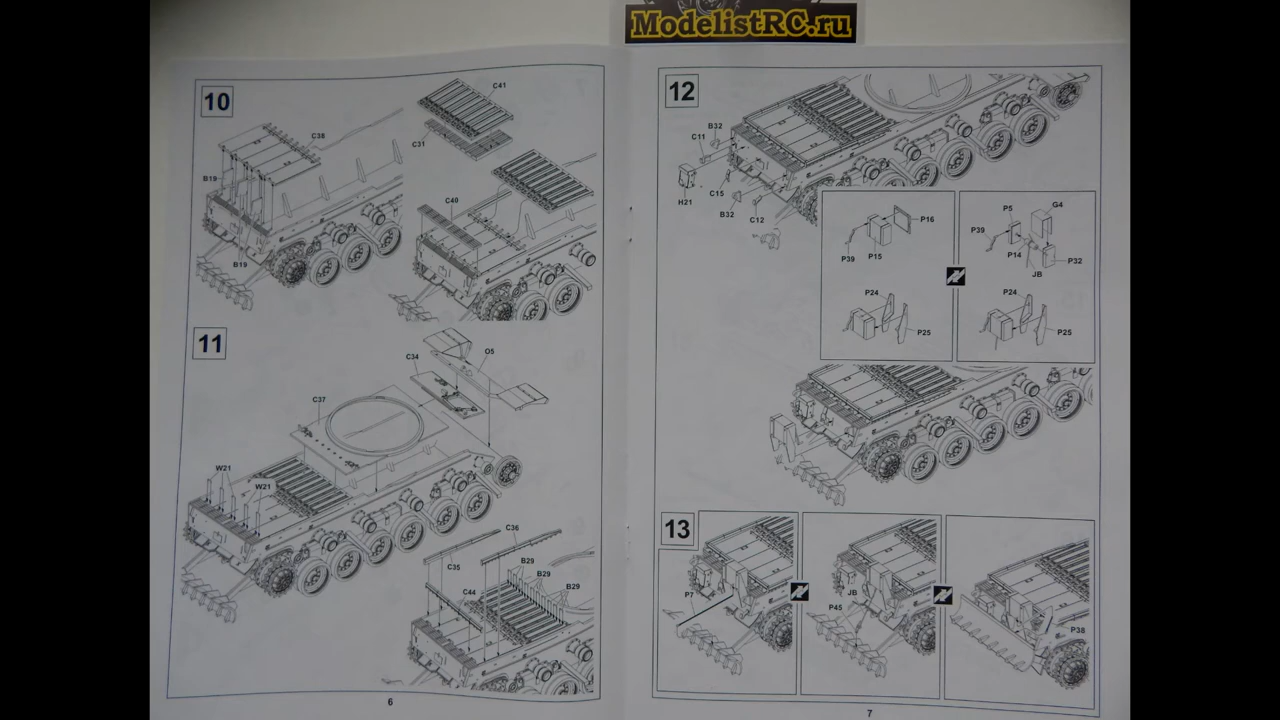 ModelistRC.ru
10
C41
C38
C31
B19
C40
B19
11
O5
C34
C37
W21
W21
C36
C35
B29
B29
B29
C44
6
12
B32
C11
H21
C15
B32
C12
P16
P39
P15
P5
G4
P39
P14
P32
JB
P24
P25
P24
P25
13
P7
JB
P45
P38
7